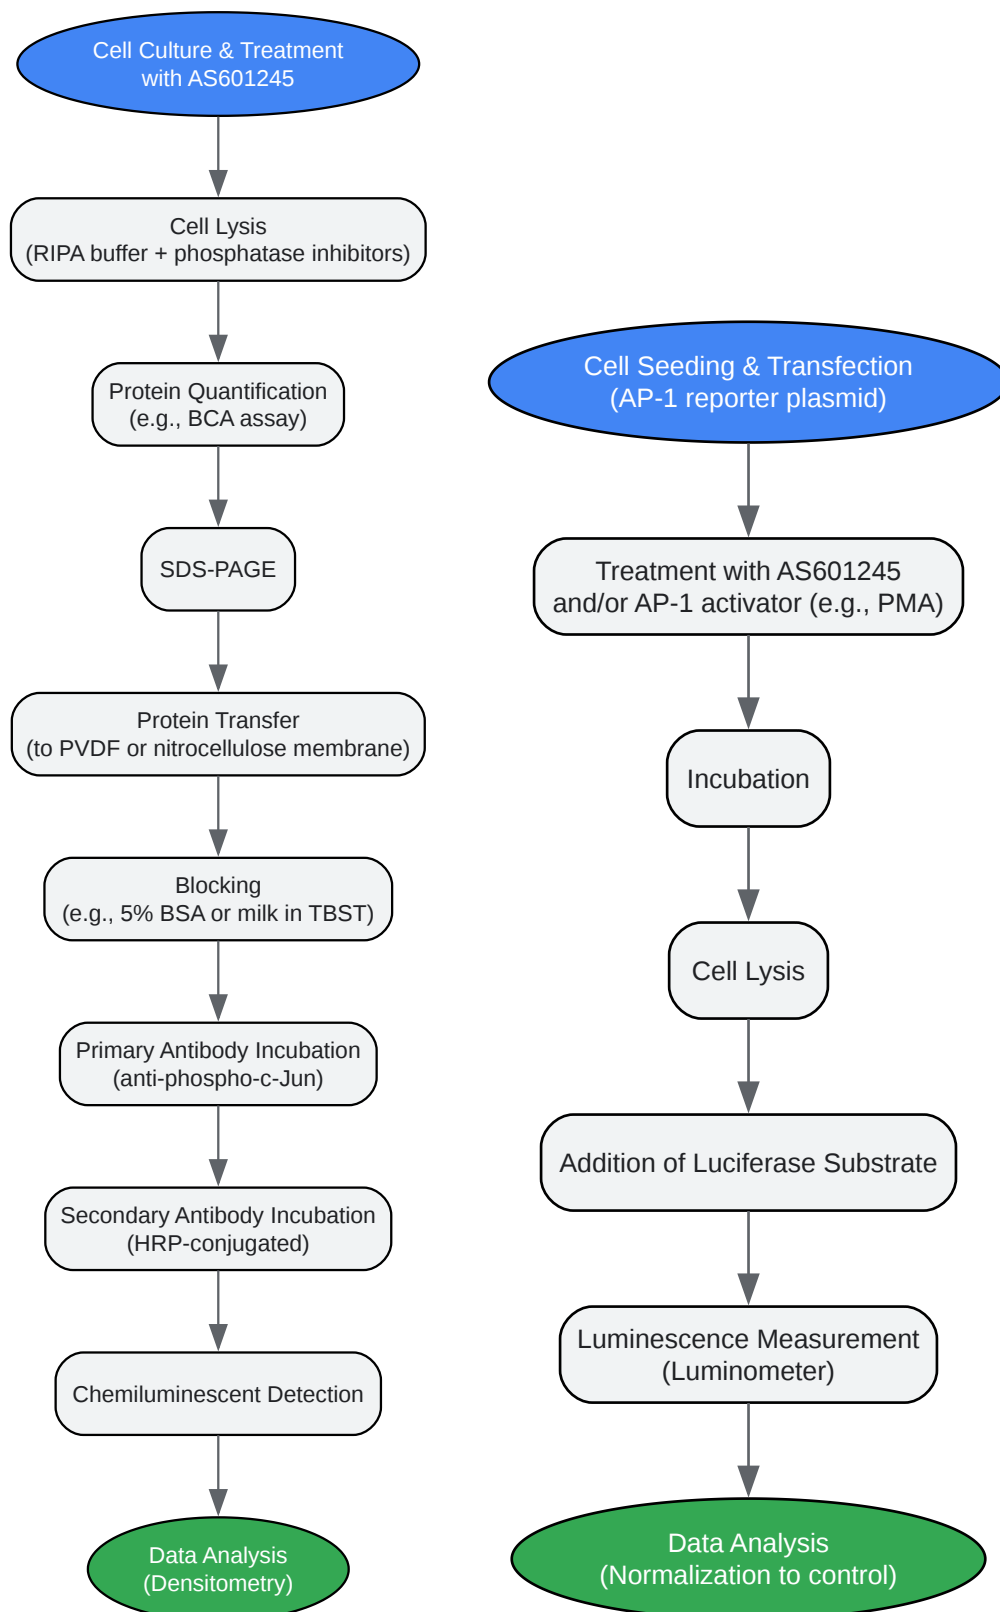 Cell Culture & Treatment
with AS601245
Cell Lysis
(RIPA buffer + phosphatase inhibitors)
Protein Quantification
(e.g., BCA assay)
SDS-PAGE
Protein Transfer
(to PVDF or nitrocellulose membrane)
Blocking
(e.g., 5% BSA or milk in TBST)
Primary Antibody Incubation
(anti-phospho-c-Jun)
Secondary Antibody Incubation
(HRP-conjugated)
Chemiluminescent Detection
Data Analysis
(Densitometry)
Cell Seeding & Transfection
(AP-1 reporter plasmid)
Treatment with AS601245
and/or AP-1 activator (e.g., PMA)
Incubation
Cell Lysis
Addition of Luciferase Substrate
Luminescence Measurement
(Luminometer)
Data Analysis
(Normalization to control)